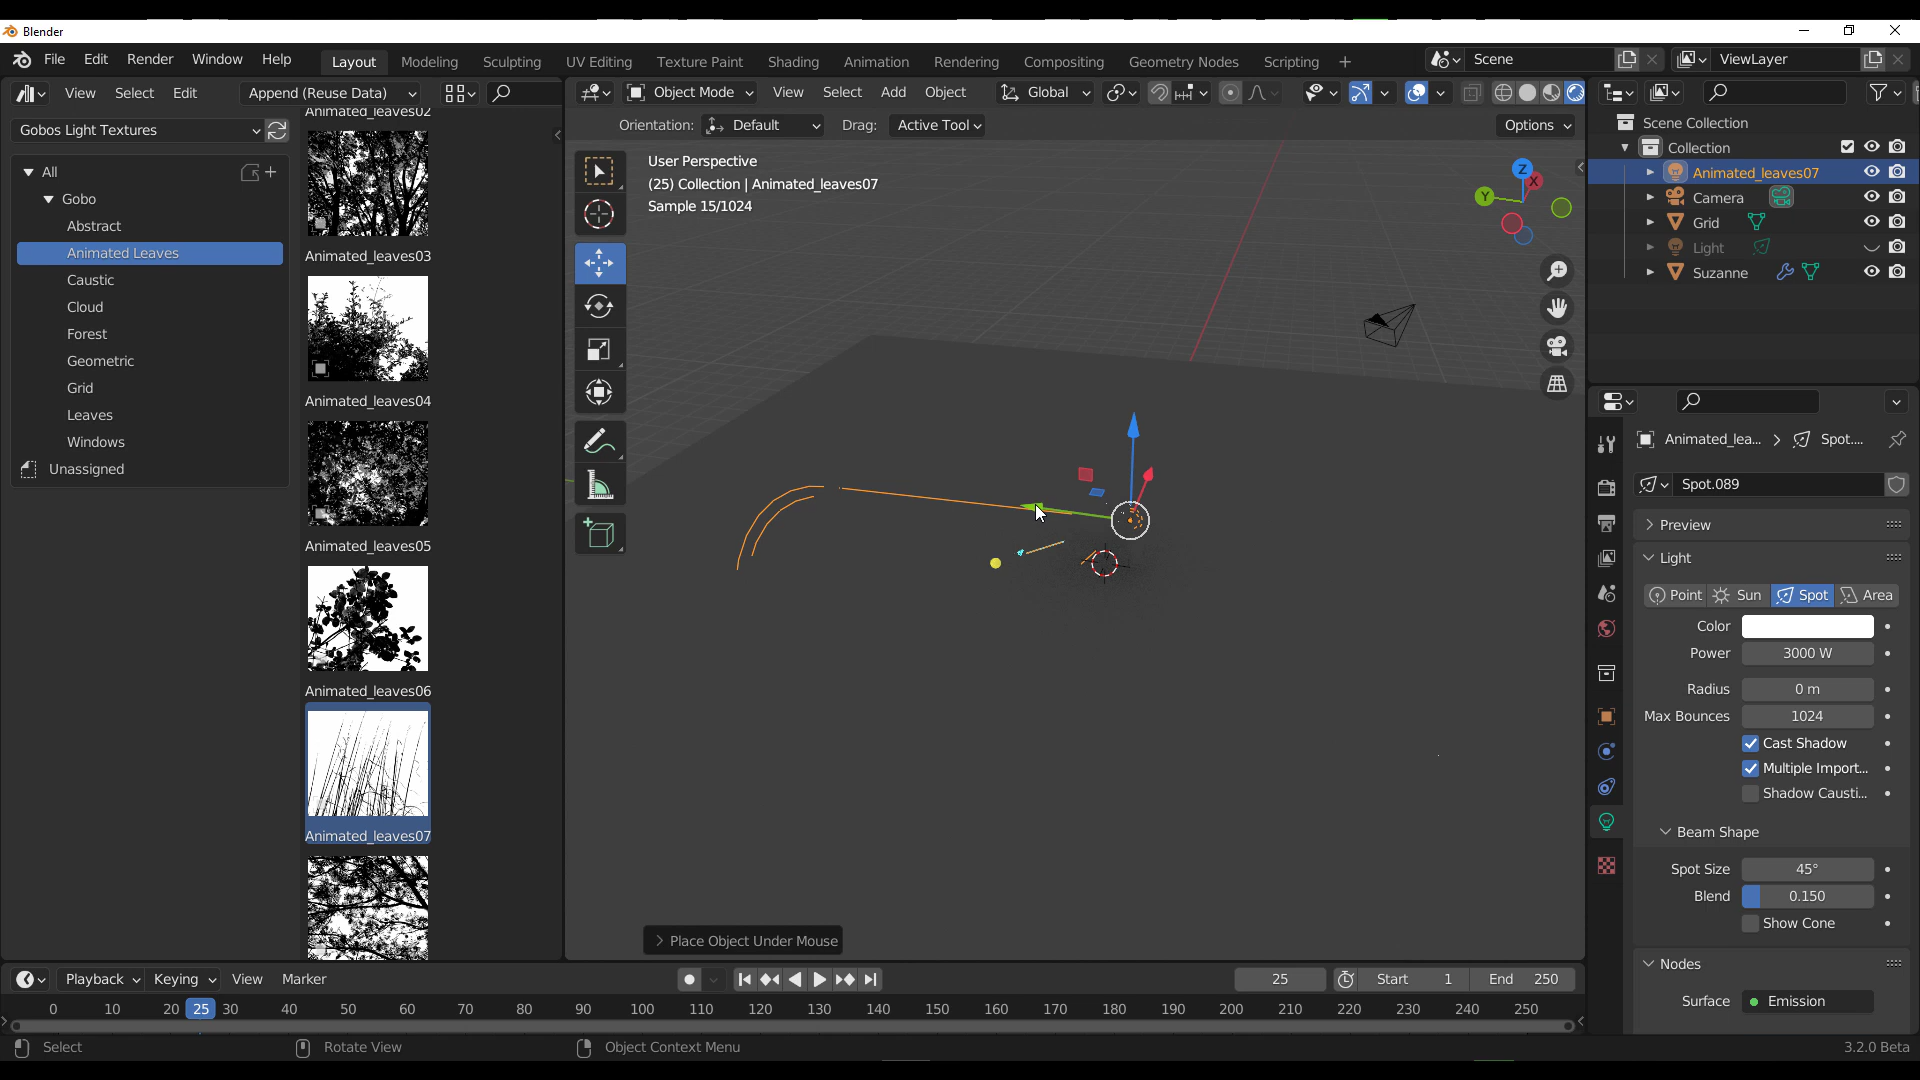 Blender
File Edit Render Window Help
Layout Modeling Sculpting UV Editing Texture Paint Shading Animation Rendering Compositing Geometry Nodes Scripting +
Scene
ViewLayer
View Select Edit
Append (Reuse Data)
Gobos Light Textures
All
Gobo
Abstract
Animated Leaves
Caustic
Cloud
Forest
Geometric
Grid
Leaves
Windows
Unassigned
Animated_leaves02
Animated_leaves03
Animated_leaves04
Animated_leaves05
Animated_leaves06
Animated_leaves07
Object Mode View Select Add Object Global
Orientation: Default Drag: Active Tool
Options
User Perspective
(25) Collection | Animated_leaves07
Sample 15/1024
Z
X
Y
Place Object Under Mouse
Scene Collection
Collection
Animated_leaves07
Camera
Grid
Light
Suzanne
Animated_lea... Spot....
Spot.089
Preview
Light
Point Sun Spot Area
Color
Power 3000 W
Radius 0 m
Max Bounces 1024
Cast Shadow
Multiple Import...
Shadow Causti...
Beam Shape
Spot Size 45°
Blend 0.150
Show Cone
Nodes
Surface Emission
Playback Keying View Marker
25
Start 1
End 250
0 10 20 25 30 40 50 60 70 80 90 100 110 120 130 140 150 160 170 180 190 200 210 220 230 240 250
Select
Rotate View
Object Context Menu
3.2.0 Beta